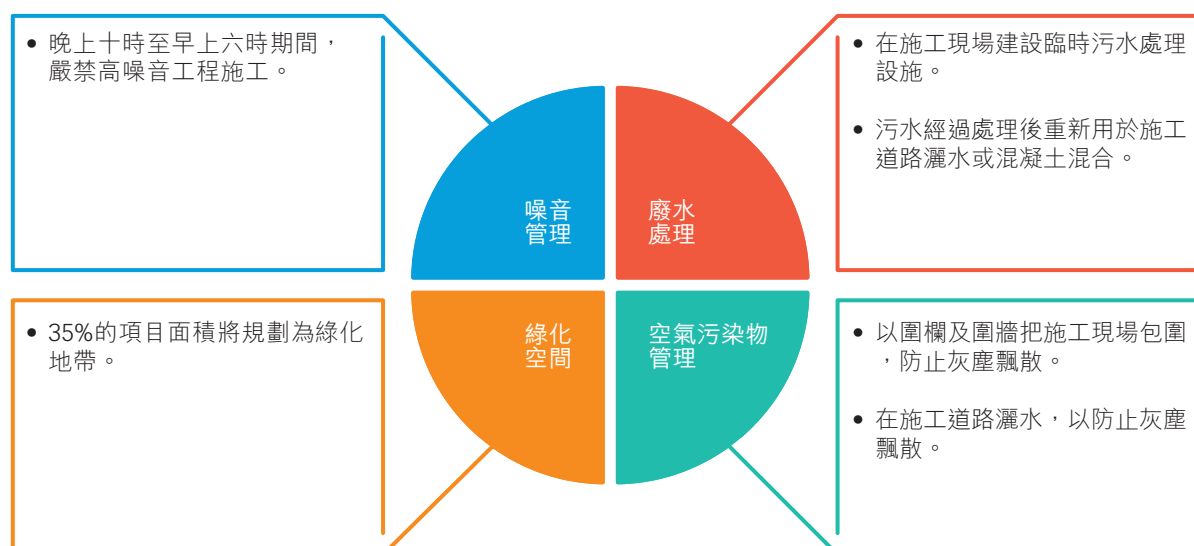 • 晚上十時至早上六時期間，
嚴禁高噪音工程施工。
• 在施工現場建設臨時污水處理
設施。
• 污水經過處理後重新用於施工
道路灑水或混凝土混合。
噪音
管理
廢水
處理
綠化
空間
空氣污染物
管理
• 35%的項目面積將規劃為綠化
地帶。
• 以圍欄及圍牆把施工現場包圍
，防止灰塵飄散。
• 在施工道路灑水，以防止灰塵
飄散。